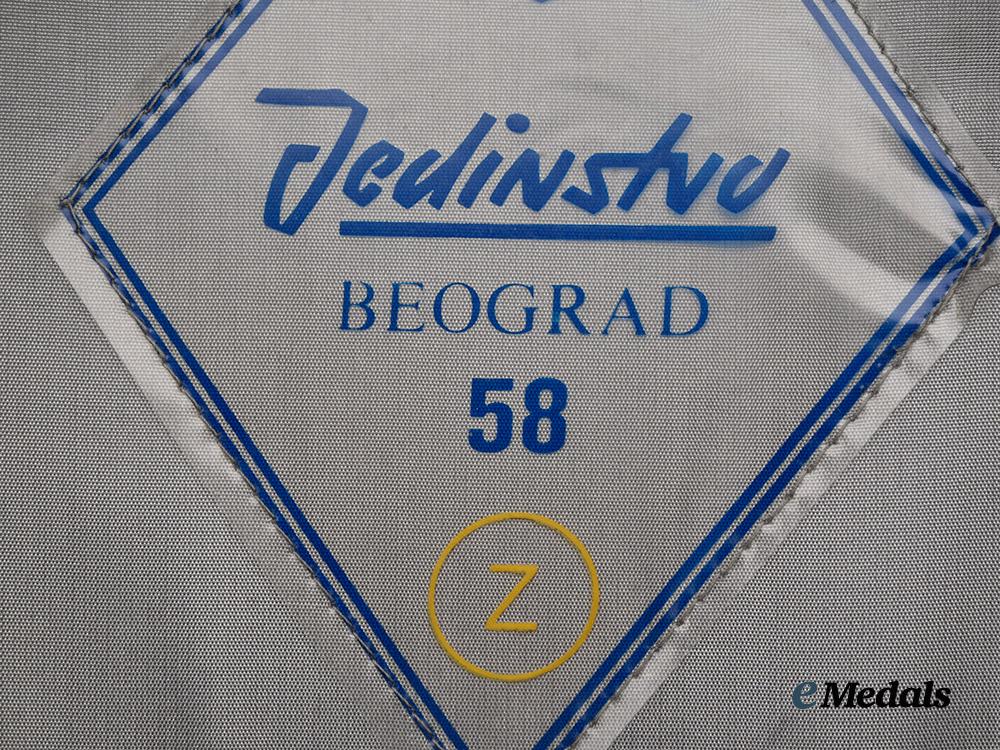 Jedinstvo
BEOGRAD
58
Z
eMedals